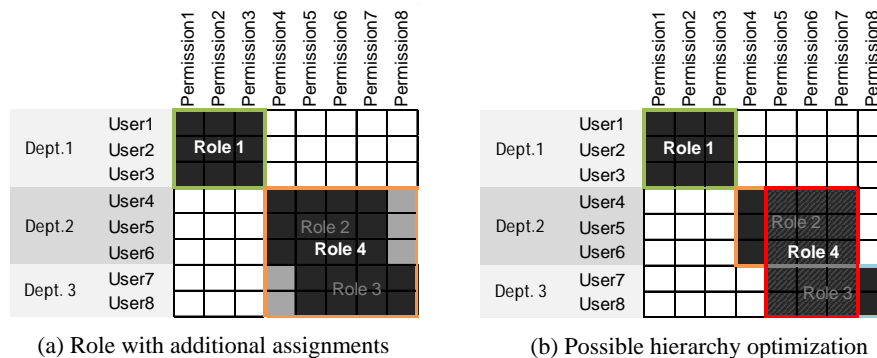 Permission1 Permission2 Permission3 Permission4 Permission5 Permission6 Permission7 Permission8
Dept.1
User1
User2
User3
Role 1
Dept.2
User4
User5
User6
Role 2
Role 4
Dept. 3
User7
User8
Role 3
(a) Role with additional assignments
Permission1 Permission2 Permission3 Permission4 Permission5 Permission6 Permission7 Permission8
Dept.1
User1
User2
User3
Role 1
Dept.2
User4
User5
User6
Role 2
Role 4
Dept. 3
User7
User8
Role 3
(b) Possible hierarchy optimization